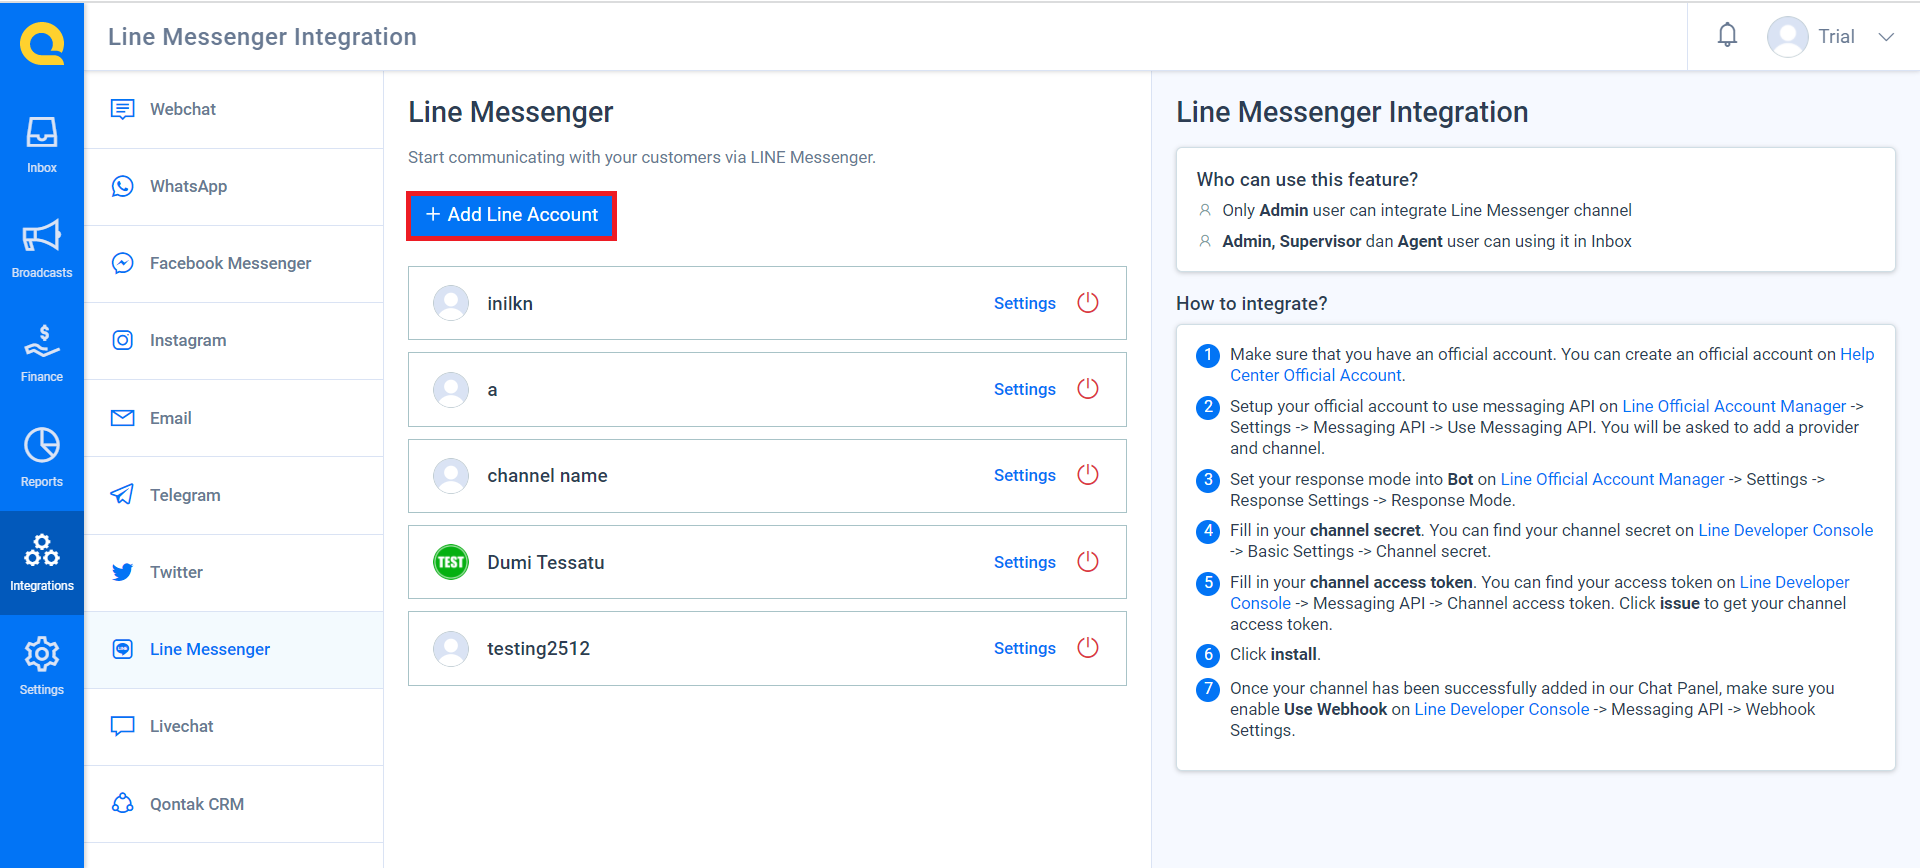 Line Messenger Integration
Trial
Inbox
Broadcasts
Finance
Reports
Integrations
Settings
Webchat
WhatsApp
Facebook Messenger
Instagram
Email
Telegram
Twitter
Line Messenger
Livechat
Qontak CRM
Line Messenger
Start communicating with your customers via LINE Messenger.
+ Add Line Account
inilkn Settings
a Settings
channel name Settings
TEST Dumi Tessatu Settings
testing2512 Settings
Line Messenger Integration
Who can use this feature?
Only Admin user can integrate Line Messenger channel
Admin, Supervisor dan Agent user can using it in Inbox
How to integrate?
1 Make sure that you have an official account. You can create an official account on Help
Center Official Account.
2 Setup your official account to use messaging API on Line Official Account Manager ->
Settings -> Messaging API -> Use Messaging API. You will be asked to add a provider
and channel.
3 Set your response mode into Bot on Line Official Account Manager -> Settings ->
Response Settings -> Response Mode.
4 Fill in your channel secret. You can find your channel secret on Line Developer Console
-> Basic Settings -> Channel secret.
5 Fill in your channel access token. You can find your access token on Line Developer
Console -> Messaging API -> Channel access token. Click issue to get your channel
access token.
6 Click install.
7 Once your channel has been successfully added in our Chat Panel, make sure you
enable Use Webhook on Line Developer Console -> Messaging API -> Webhook
Settings.